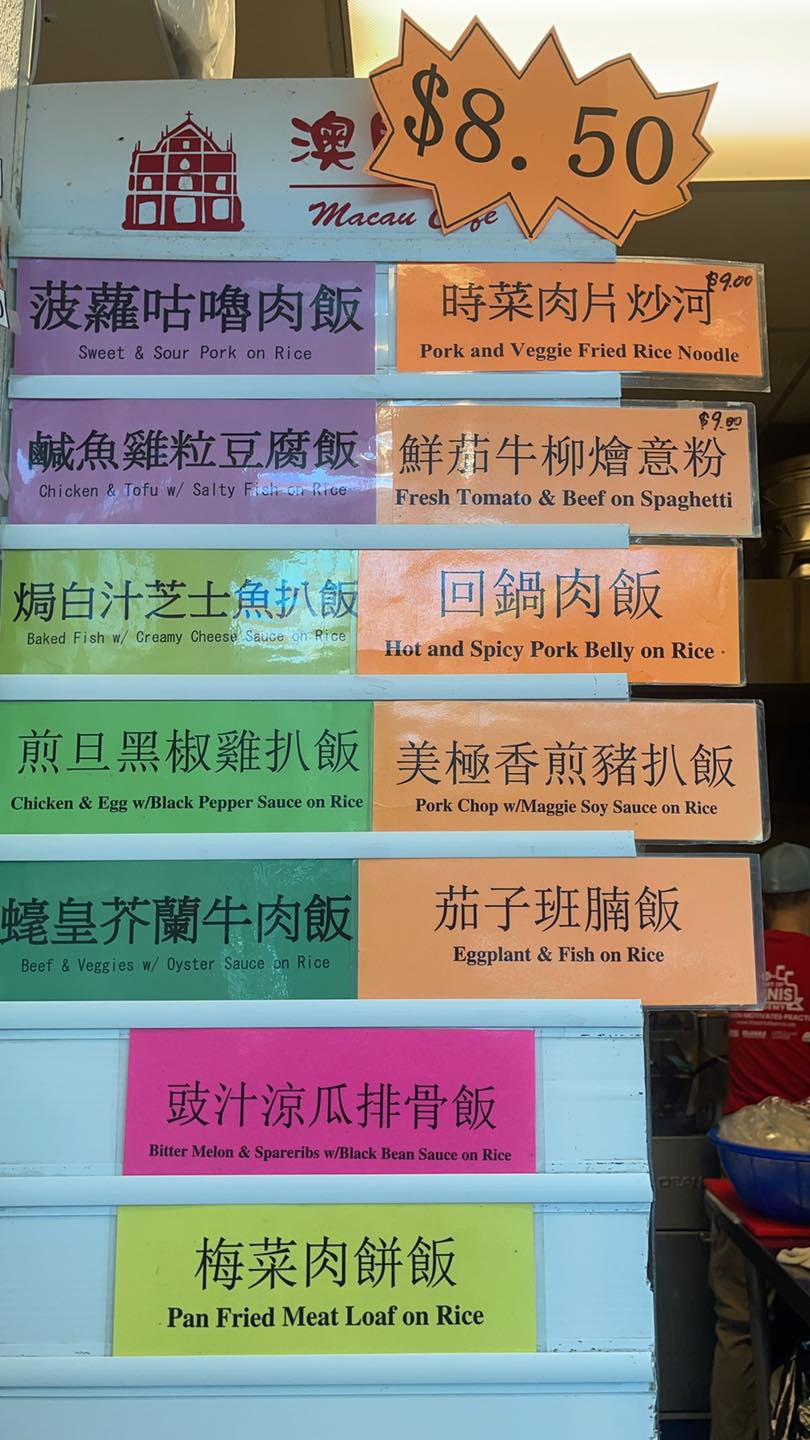 $8.50
澳
Macau
菠蘿咕嚕肉飯
Sweet & Sour Pork on Rice
$9.00
時菜肉片炒河
Pork and Veggie Fried Rice Noodle
鹹魚雞粒豆腐飯
Chicken & Tofu w/ Salty Fish on Rice
$9.00
鮮茄牛柳燴意粉
Fresh Tomato & Beef on Spaghetti
焗白汁芝士魚扒飯
Baked Fish w/ Creamy Cheese Sauce on Rice
回鍋肉飯
Hot and Spicy Pork Belly on Rice
煎旦黑椒雞扒飯
Chicken & Egg w/Black Pepper Sauce on Rice
美極香煎豬扒飯
Pork Chop w/Maggie Soy Sauce on Rice
蠔皇芥蘭牛肉飯
Beef & Veggies w/ Oyster Sauce on Rice
茄子班腩飯
Eggplant & Fish on Rice
豉汁涼瓜排骨飯
Bitter Melon & Spareribs w/Black Bean Sauce on Rice
梅菜肉餅飯
Pan Fried Meat Loaf on Rice